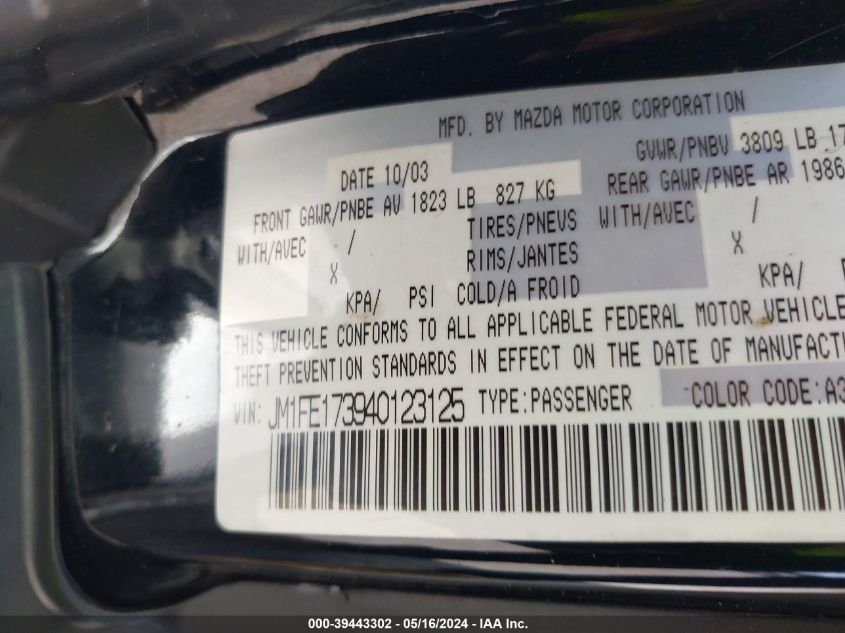 MFD. BY MAZDA MOTOR CORPORATION
DATE 10/03 GVWR/PNBV 3809 LB 17
FRONT GAWR/PNBE AV 1823 LB 827 KG REAR GAWR/PNBE AR 1986
WITH/AVEC / TIRES/PNEUS WITH/AVEC /
X RIMS/JANTES X
KPA/ PSI COLD/A FROID KPA/
THIS VEHICLE CONFORMS TO ALL APPLICABLE FEDERAL MOTOR VEHICLE
THEFT PREVENTION STANDARDS IN EFFECT ON THE DATE OF MANUFACT
VIN: JM1FE173940123125 TYPE:PASSENGER COLOR CODE:A3
000-39443302 - 05/16/2024 - IAA Inc.